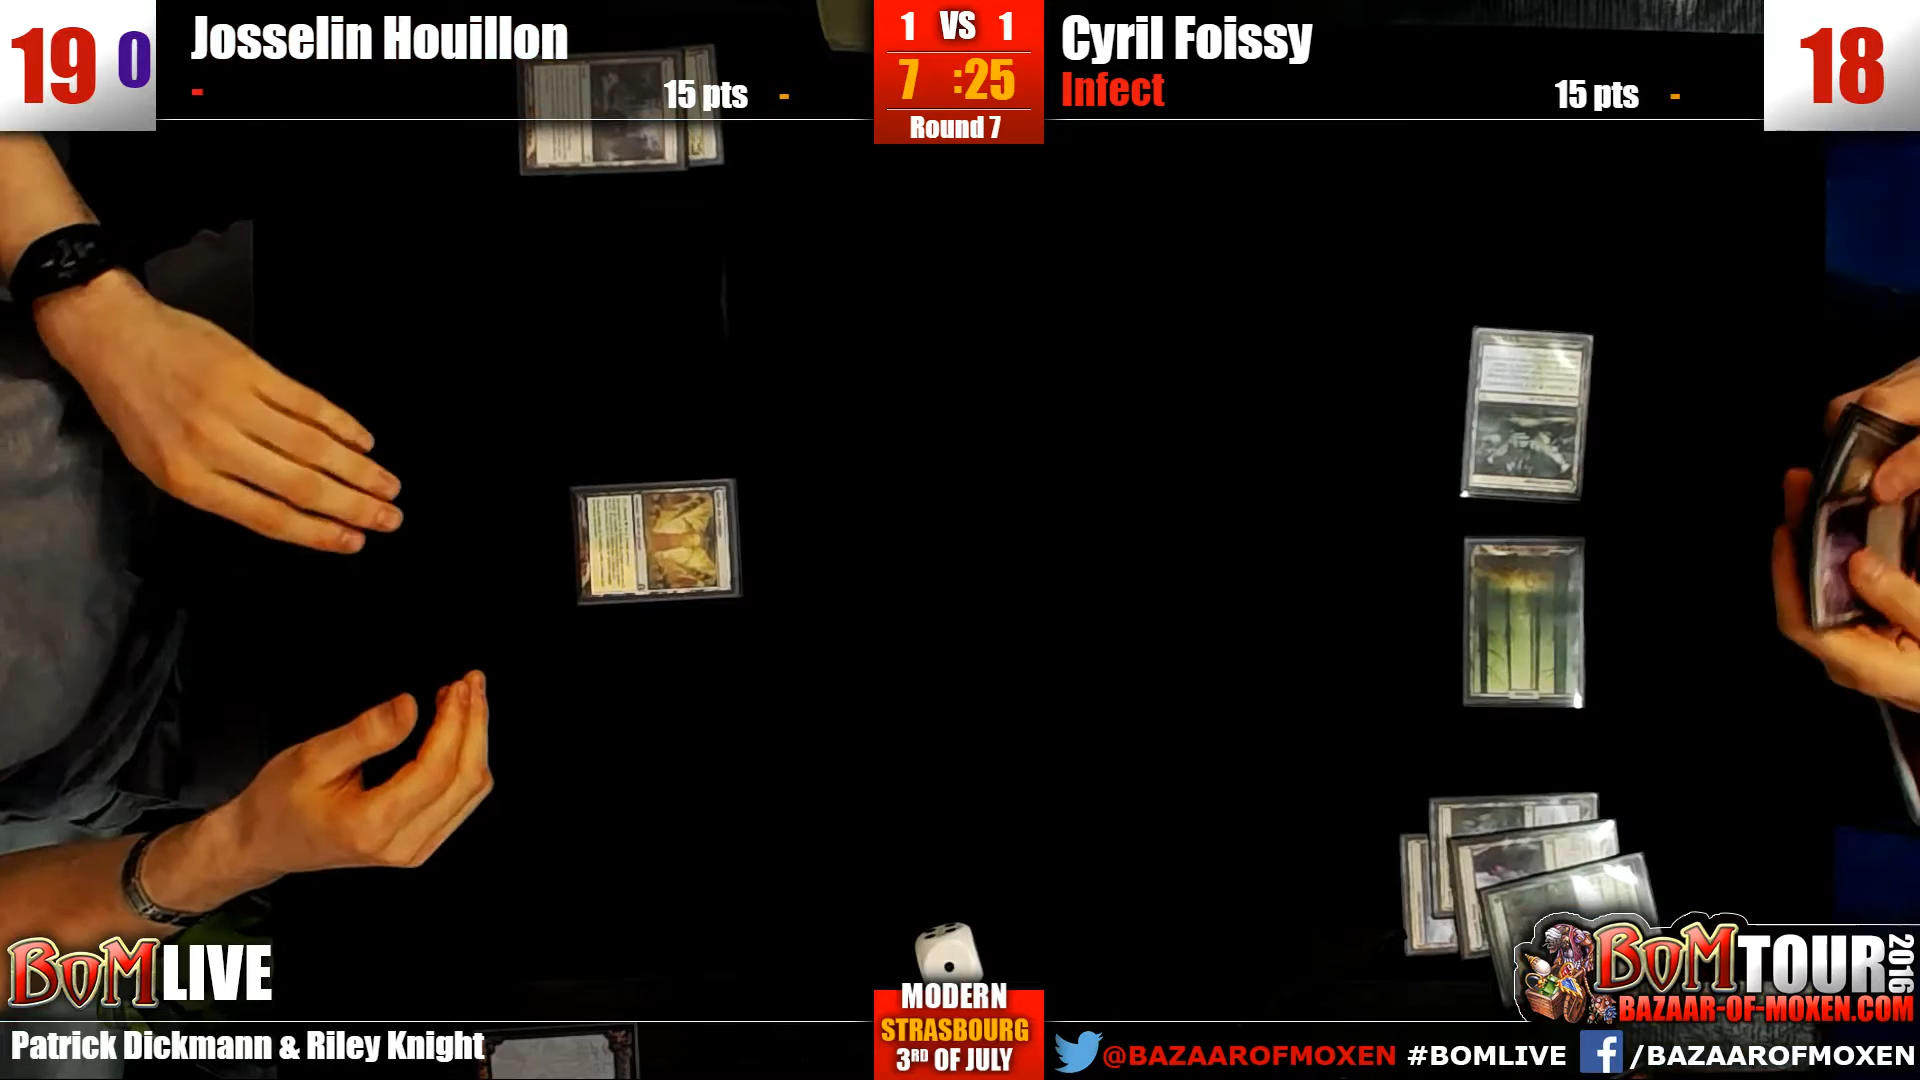 19 0
Josselin Houillon
-
15 pts -
1 VS 1
7 :25
Round 7
Cyril Foissy
Infect
15 pts -
18
BOM LIVE
Patrick Dickmann & Riley Knight
MODERN
STRASBOURG
3RD OF JULY
BOM TOUR 2016
BAZAAR-OF-MOXEN.COM
@BAZAAROFMOXEN #BOMLIVE /BAZAAROFMOXEN